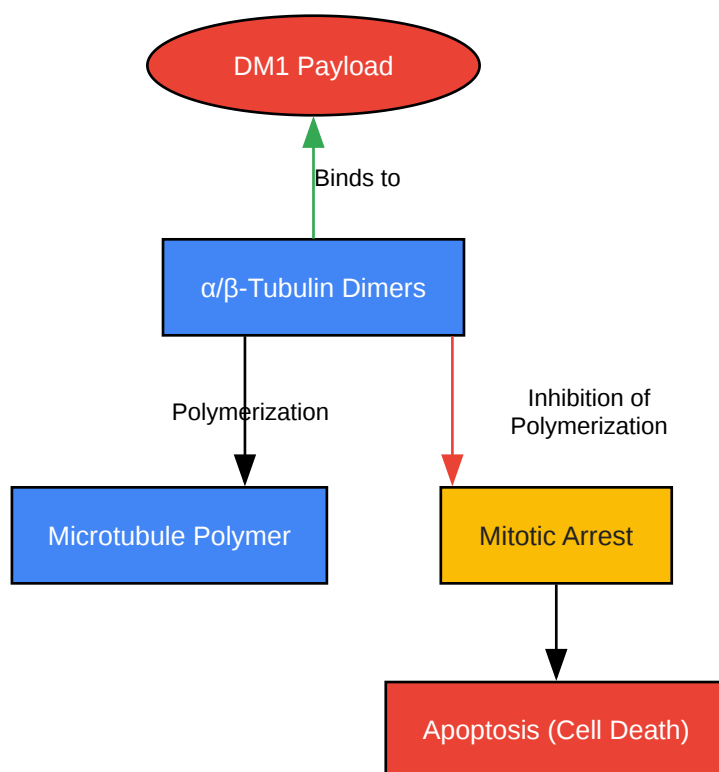 DM1 Payload
Binds to
α/β-Tubulin Dimers
Polymerization
Inhibition of
Polymerization
Microtubule Polymer
Mitotic Arrest
Apoptosis (Cell Death)